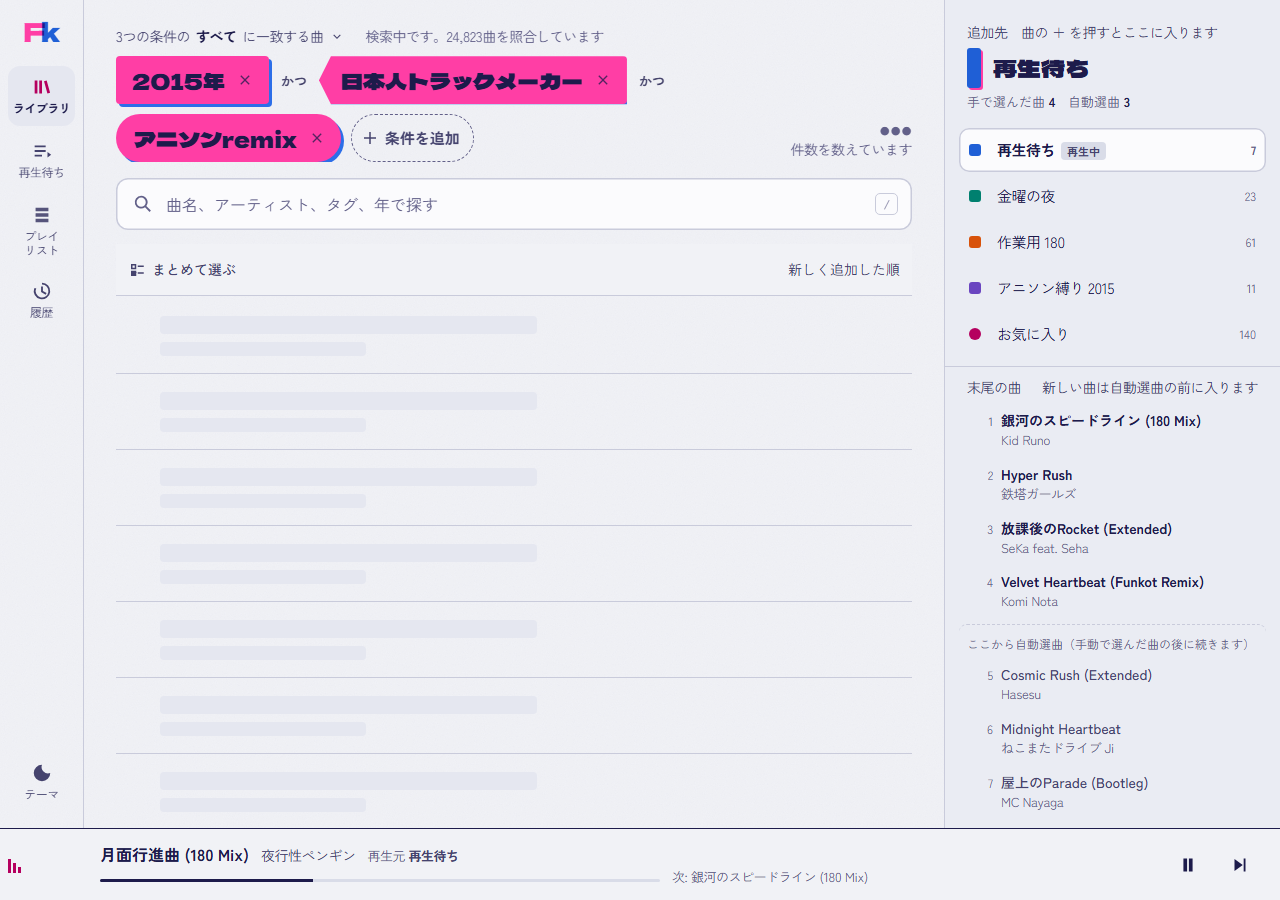 Fk
ライブラリ
再生待ち
プレイ
リスト
履歴
テーマ
3つの条件の すべて に一致する曲 検索中です。24,823曲を照合しています
2015年 × かつ 日本人トラックメーカー × かつ
アニソンremix × + 条件を追加
件数を数えています
曲名、アーティスト、タグ、年で探す /
まとめて選ぶ 新しく追加した順
追加先 曲の + を押すとここに入ります
再生待ち
手で選んだ曲 4 自動選曲 3
再生待ち 再生中 7
金曜の夜 23
作業用 180 61
アニソン縛り 2015 11
お気に入り 140
末尾の曲 新しい曲は自動選曲の前に入ります
1 銀河のスピードライン (180 Mix)
Kid Runo
2 Hyper Rush
鉄塔ガールズ
3 放課後のRocket (Extended)
SeKa feat. Seha
4 Velvet Heartbeat (Funkot Remix)
Komi Nota
ここから自動選曲（手動で選んだ曲の後に続きます）
5 Cosmic Rush (Extended)
Hasesu
6 Midnight Heartbeat
ねこまたドライブ Ji
7 屋上のParade (Bootleg)
MC Nayaga
月面行進曲 (180 Mix) 夜行性ペンギン 再生元 再生待ち
次: 銀河のスピードライン (180 Mix)